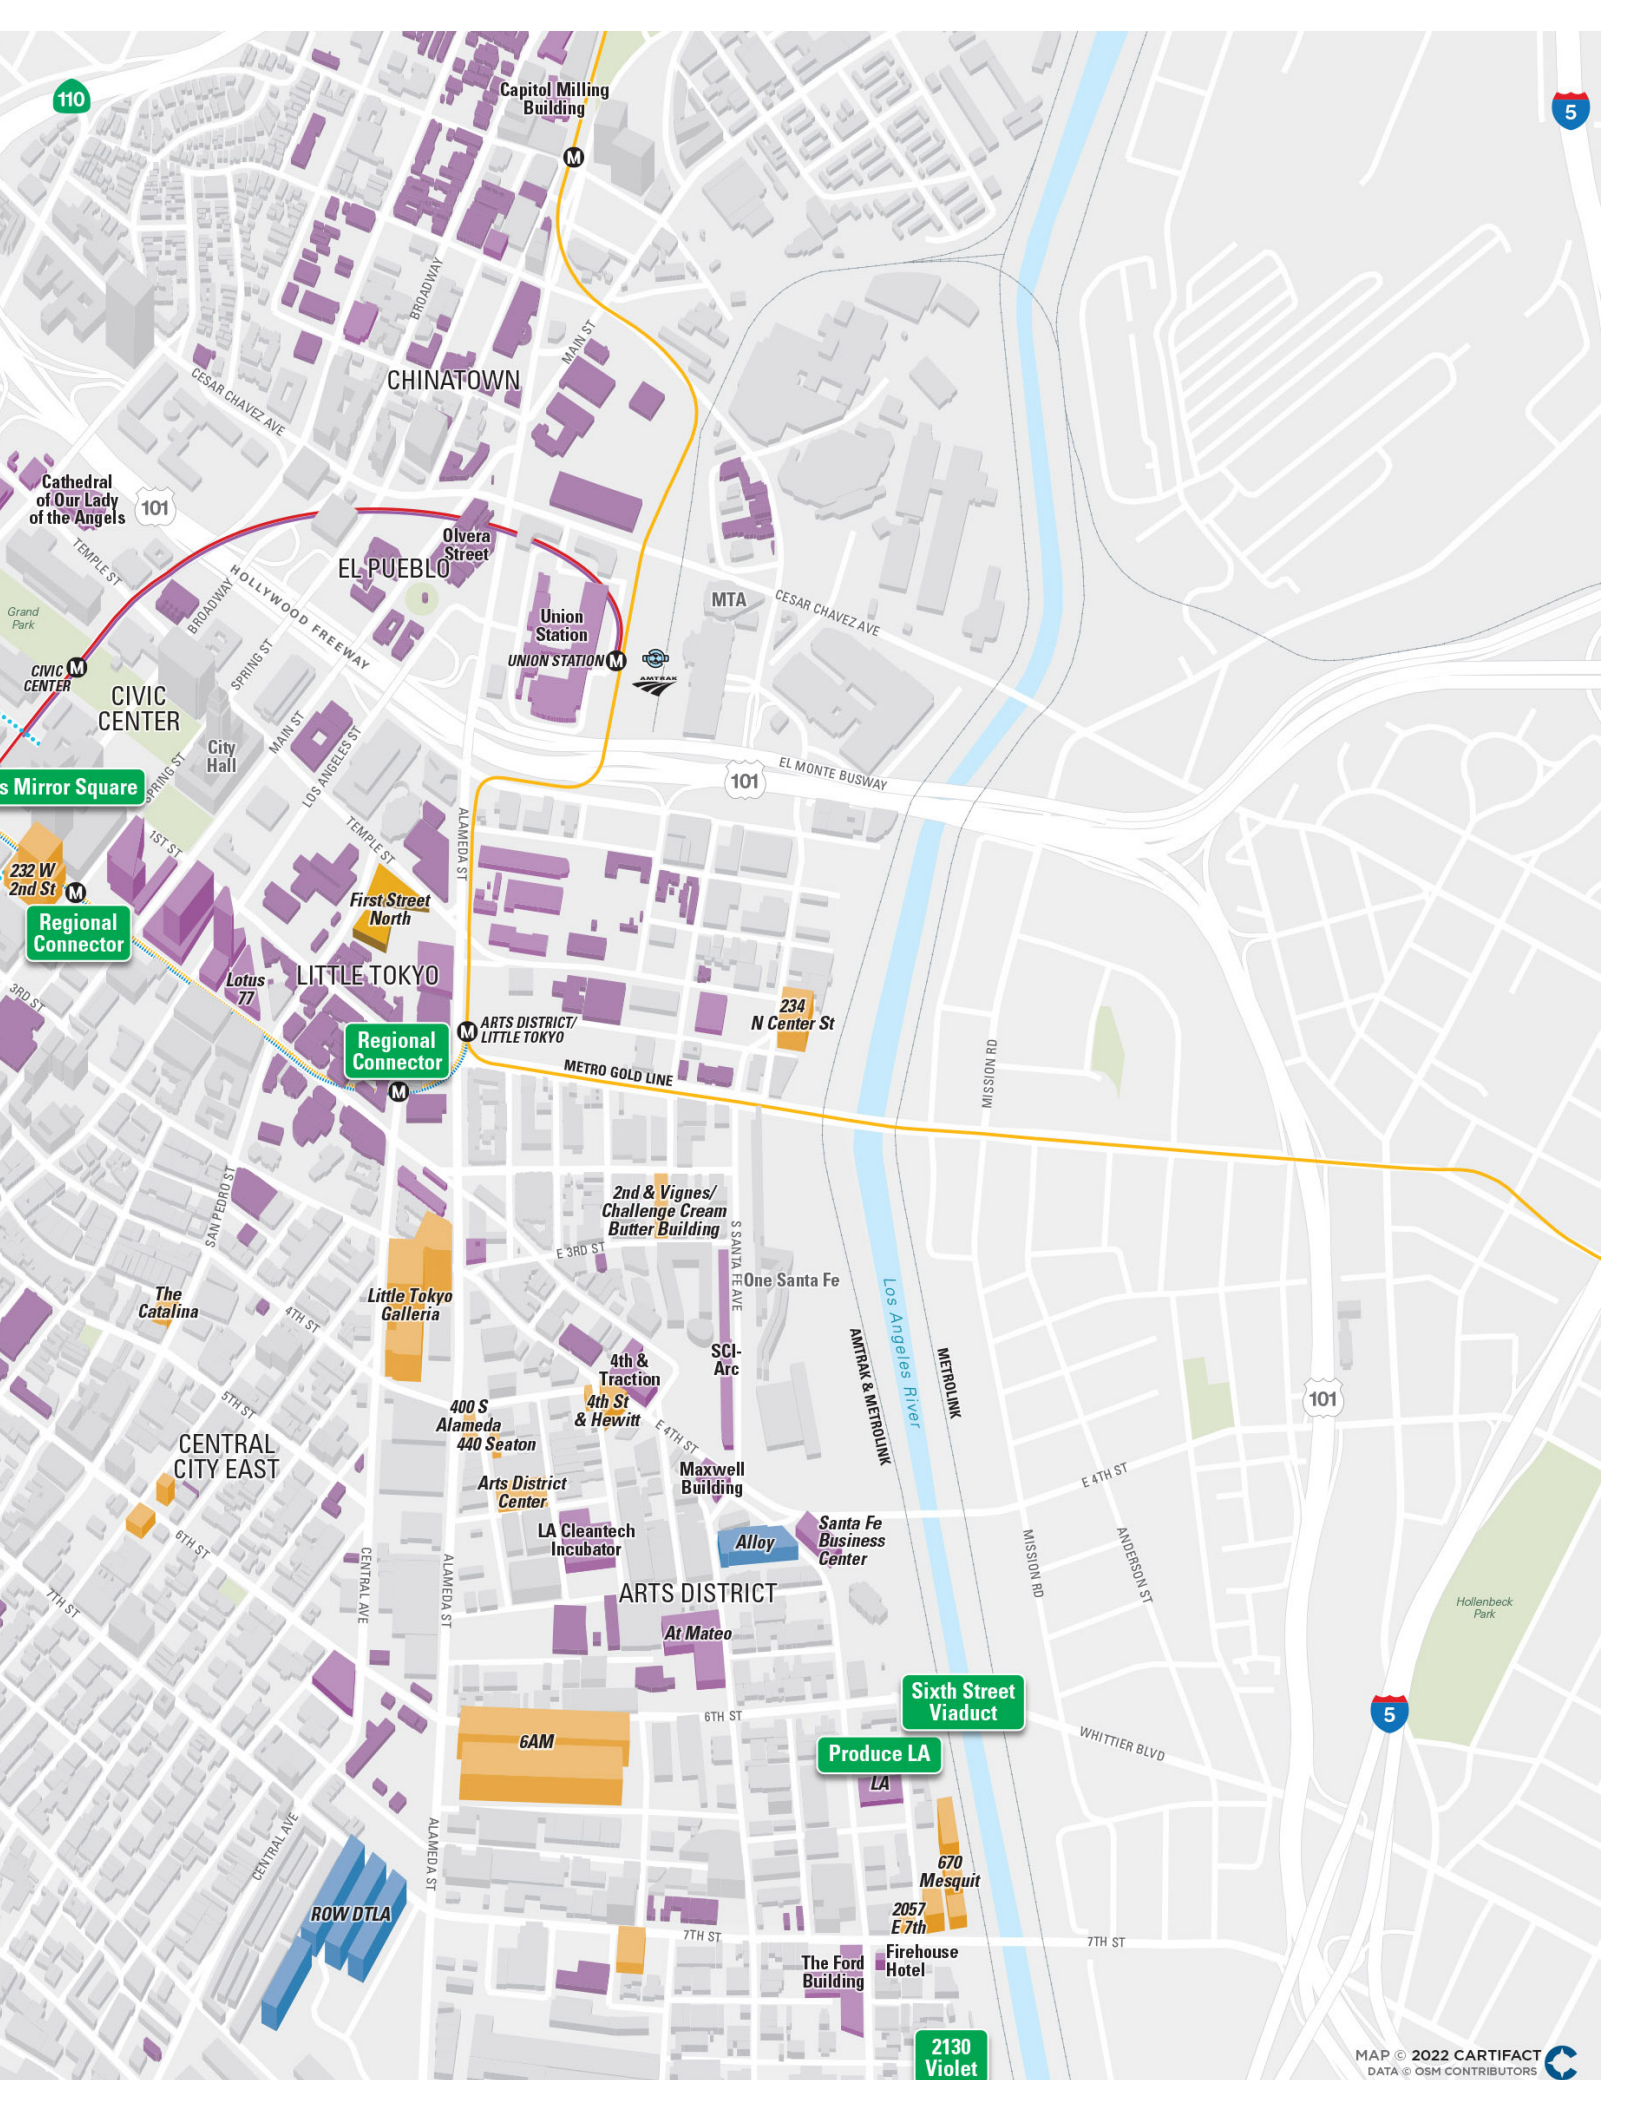 110
5
Capitol Milling
Building
M
BROADWAY
MAIN ST
CESAR CHAVEZ AVE
CHINATOWN
Cathedral
of Our Lady
of the Angels
101
TEMPLE ST
Olvera
Street
EL PUEBLO
HOLLYWOOD FREEWAY
BROADWAY
Grand
Park
MTA
CESAR CHAVEZ AVE
Union
Station
UNION STATION
M
AMTRAK
SPRING ST
CIVIC
CENTER
M
CIVIC
CENTER
MAIN ST
City
Hall
LOS ANGELES ST
SPRING ST
s Mirror Square
101
EL MONTE BUSWAY
ALAMEDA ST
TEMPLE ST
1ST ST
232 W
2nd St
M
First Street
North
Regional
Connector
LITTLE TOKYO
Lotus
77
3RD ST
234
N Center St
M
ARTS DISTRICT/
LITTLE TOKYO
Regional
Connector
M
METRO GOLD LINE
MISSION RD
SAN PEDRO ST
2nd & Vignes/
Challenge Cream
Butter Building
E 3RD ST
S SANTA FE AVE
One Santa Fe
The
Catalina
Little Tokyo
Galleria
4TH ST
Los Angeles River
AMTRAK & METROLINK
METROLINK
SCI-
Arc
4th &
Traction
4th St
& Hewitt
5TH ST
400 S
Alameda
440 Seaton
E 4TH ST
101
CENTRAL
CITY EAST
Arts District
Center
Maxwell
Building
E 4TH ST
6TH ST
LA Cleantech
Incubator
Alloy
Santa Fe
Business
Center
MISSION RD
ANDERSON ST
CENTRAL AVE
ALAMEDA ST
7TH ST
ARTS DISTRICT
Hollenbeck
Park
At Mateo
Sixth Street
Viaduct
6TH ST
5
6AM
WHITTIER BLVD
Produce LA
LA
CENTRAL AVE
ALAMEDA ST
670
Mesquit
ROW DTLA
2057
E 7th
7TH ST
7TH ST
Firehouse
Hotel
The Ford
Building
2130
Violet
MAP © 2022 CARTIFACT
DATA © OSM CONTRIBUTORS